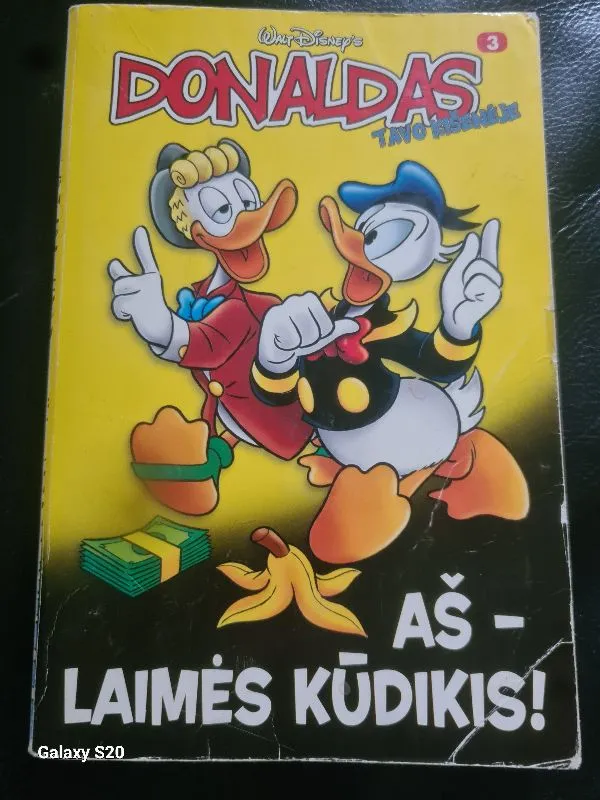 Walt Disney's
3
DONALDAS
TAVO KIŠENĖJE
AŠ –
LAIMĖS KŪDIKIS!
Galaxy S20